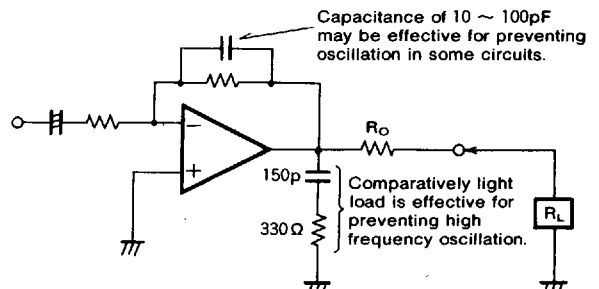 Capacitance of 10 ~ 100pF
may be effective for preventing
oscillation in some circuits.
−
+
Ro
150p
330Ω
Comparatively light
load is effective for
preventing high
frequency oscillation.
RL